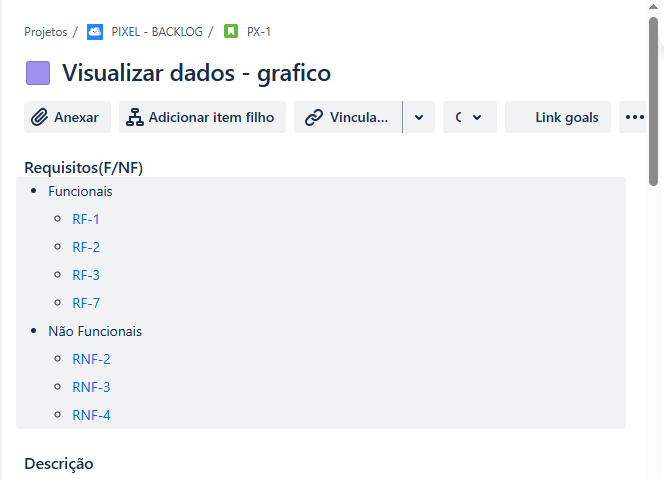 Projetos / PIXEL - BACKLOG / PX-1
Visualizar dados - grafico
Anexar Adicionar item filho Vincula... Link goals
Requisitos(F/NF)
Funcionais
RF-1
RF-2
RF-3
RF-7
Não Funcionais
RNF-2
RNF-3
RNF-4
Descrição